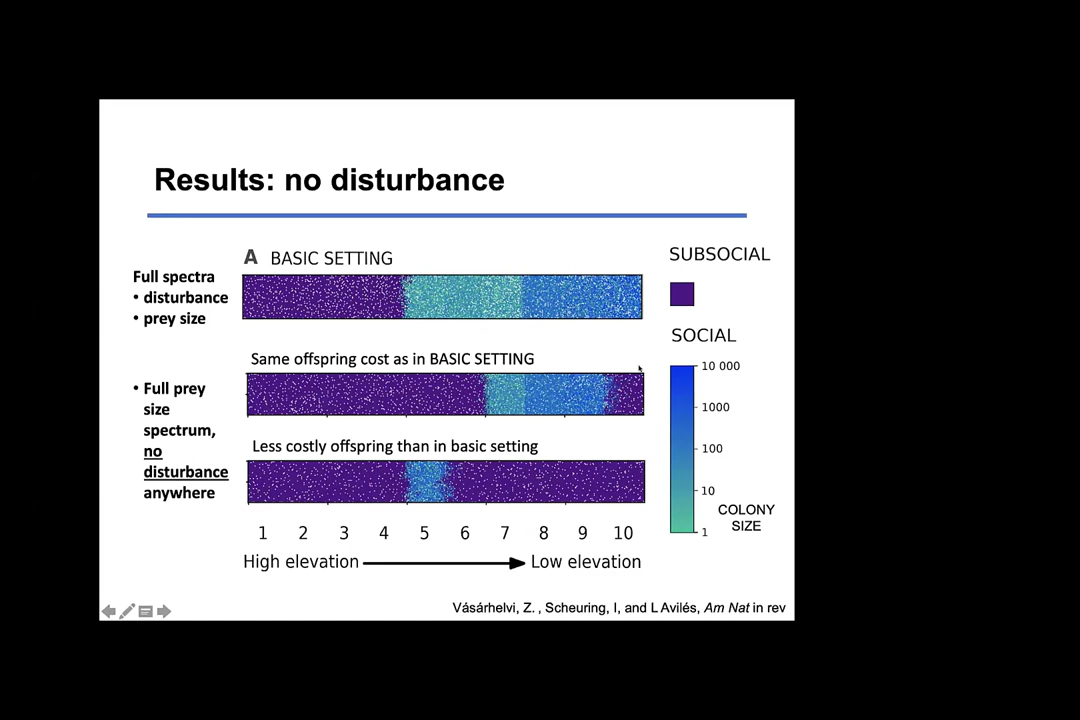 Results: no disturbance
A BASIC SETTING
Full spectra
• disturbance
• prey size
SUBSOCIAL
SOCIAL
Same offspring cost as in BASIC SETTING
• Full prey
size
spectrum,
no
disturbance
anywhere
Less costly offspring than in basic setting
10 000
1000
100
10
1
COLONY
SIZE
1 2 3 4 5 6 7 8 9 10
High elevation Low elevation
Vásárhelvi, Z. , Scheuring, I, and L Avilés, Am Nat in rev